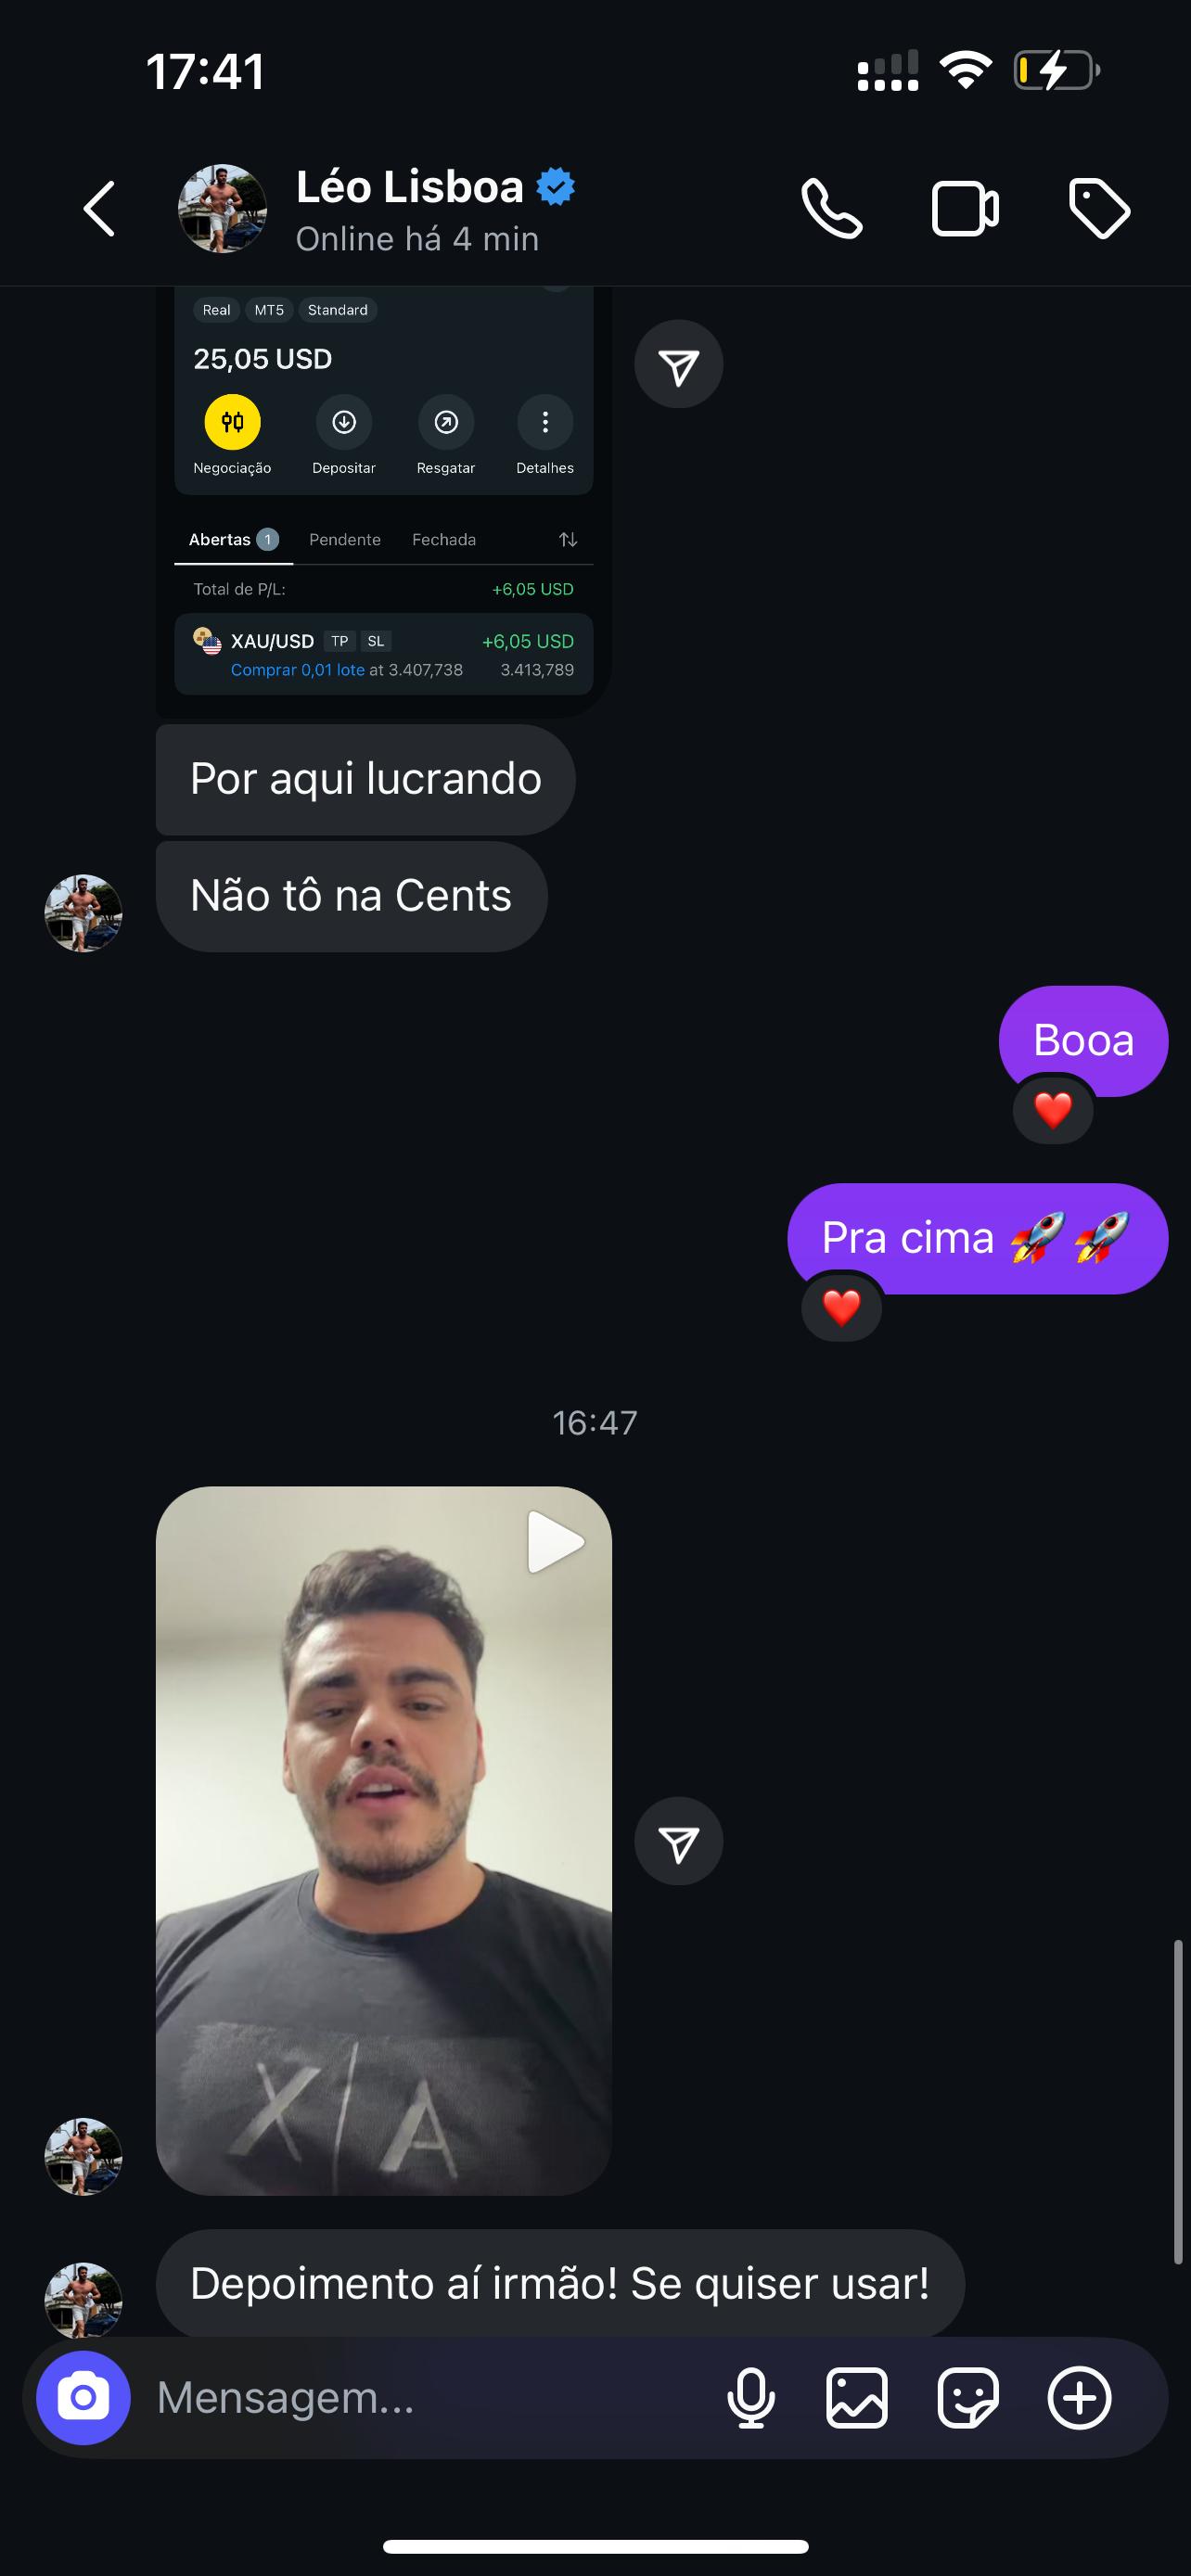 17:41
Léo Lisboa
Online há 4 min
Real MT5 Standard
25,05 USD
Negociação Depositar Resgatar Detalhes
Abertas 1 Pendente Fechada
Total de P/L: +6,05 USD
XAU/USD TP SL +6,05 USD
Comprar 0,01 lote at 3.407,738 3.413,789
Por aqui lucrando
Não tô na Cents
Booa
Pra cima 🚀🚀
16:47
X|A
Depoimento aí irmão! Se quiser usar!
Mensagem...